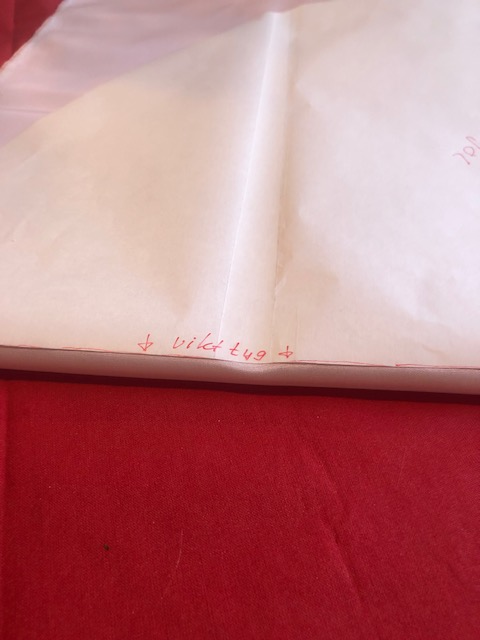 ↓ vikt tyg ↓